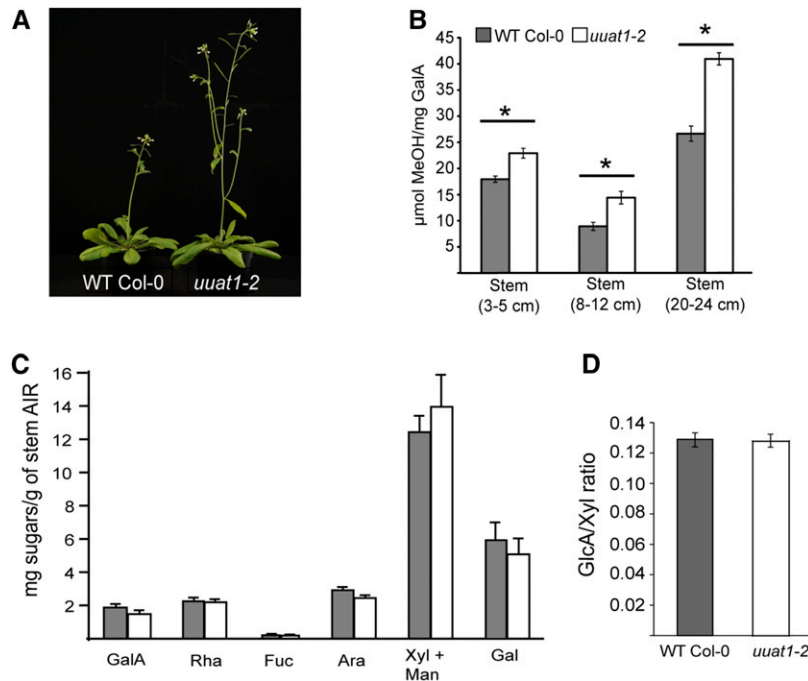 A
WT Col-0 uuat1-2
B
WT Col-0 uuat1-2
µmol MeOH/mg GalA
45
40
35
30
25
20
15
10
5
*
*
*
Stem
(3-5 cm)
Stem
(8-12 cm)
Stem
(20-24 cm)
C
mg sugars/g of stem AIR
16
14
12
10
8
6
4
2
GalA Rha Fuc Ara Xyl +
Man Gal
D
GlcA/Xyl ratio
0.14
0.12
0.10
0.08
0.06
0.04
0.02
WT Col-0 uuat1-2